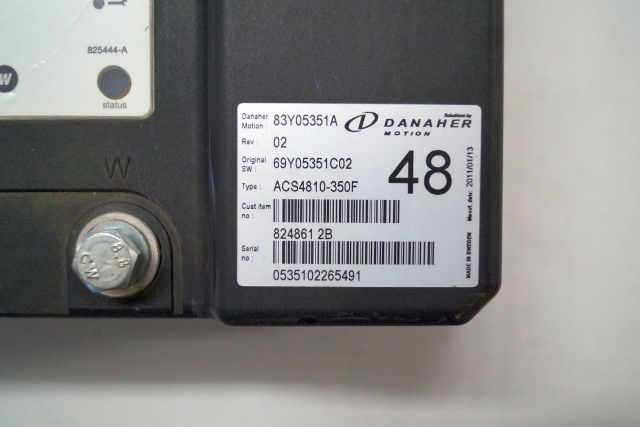 825444-A
W
status
W
8.8
CW
Danaher Motion: 83Y05351A
Solutions by
DANAHER
MOTION
Rev: 02
Original SW: 69Y05351C02
48
Type: ACS4810-350F
Cust item no:
824861 2B
Serial no:
0535102265491
MADE IN SWEDEN
Manuf. date: 2011/01/13